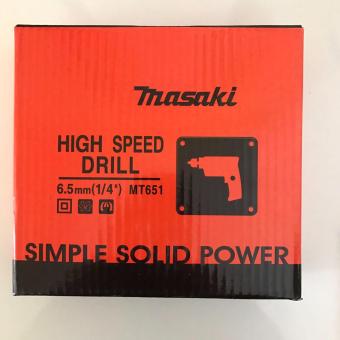 masaki
HIGH SPEED
DRILL
6.5mm(1/4") MT651
SIMPLE SOLID POWER